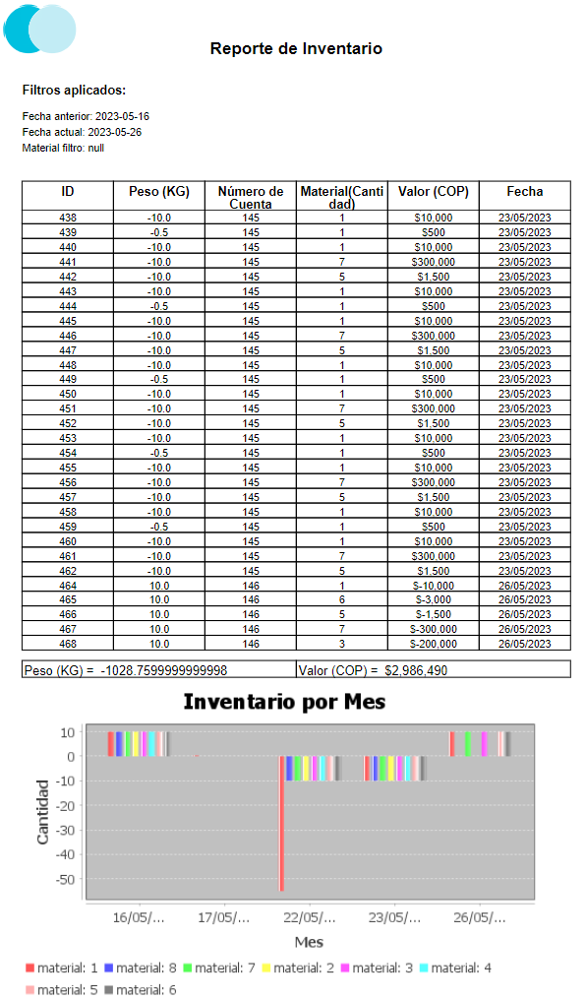 Reporte de Inventario
Filtros aplicados:
Fecha anterior: 2023-05-16
Fecha actual: 2023-05-26
Material filtro: null
ID Peso (KG) Número de Cuenta Material(Cantidad) Valor (COP) Fecha
438 -10.0 145 1 $10,000 23/05/2023
439 -0.5 145 1 $500 23/05/2023
440 -10.0 145 1 $10,000 23/05/2023
441 -10.0 145 7 $300,000 23/05/2023
442 -10.0 145 5 $1,500 23/05/2023
443 -10.0 145 1 $10,000 23/05/2023
444 -0.5 145 1 $500 23/05/2023
445 -10.0 145 1 $10,000 23/05/2023
446 -10.0 145 7 $300,000 23/05/2023
447 -10.0 145 5 $1,500 23/05/2023
448 -10.0 145 1 $10,000 23/05/2023
449 -0.5 145 1 $500 23/05/2023
450 -10.0 145 1 $10,000 23/05/2023
451 -10.0 145 7 $300,000 23/05/2023
452 -10.0 145 5 $1,500 23/05/2023
453 -10.0 145 1 $10,000 23/05/2023
454 -0.5 145 1 $500 23/05/2023
455 -10.0 145 1 $10,000 23/05/2023
456 -10.0 145 7 $300,000 23/05/2023
457 -10.0 145 5 $1,500 23/05/2023
458 -10.0 145 1 $10,000 23/05/2023
459 -0.5 145 1 $500 23/05/2023
460 -10.0 145 1 $10,000 23/05/2023
461 -10.0 145 7 $300,000 23/05/2023
462 -10.0 145 5 $1,500 23/05/2023
464 10.0 146 1 $-10,000 26/05/2023
465 10.0 146 6 $-3,000 26/05/2023
466 10.0 146 5 $-1,500 26/05/2023
467 10.0 146 7 $-300,000 26/05/2023
468 10.0 146 3 $-200,000 26/05/2023
Peso (KG) = -1028.7599999999998 Valor (COP) = $2,986,490
Inventario por Mes
Cantidad
10
0
-10
-20
-30
-40
-50
16/05/... 17/05/... 22/05/... 23/05/... 26/05/...
Mes
material: 1 material: 8 material: 7 material: 2 material: 3 material: 4
material: 5 material: 6